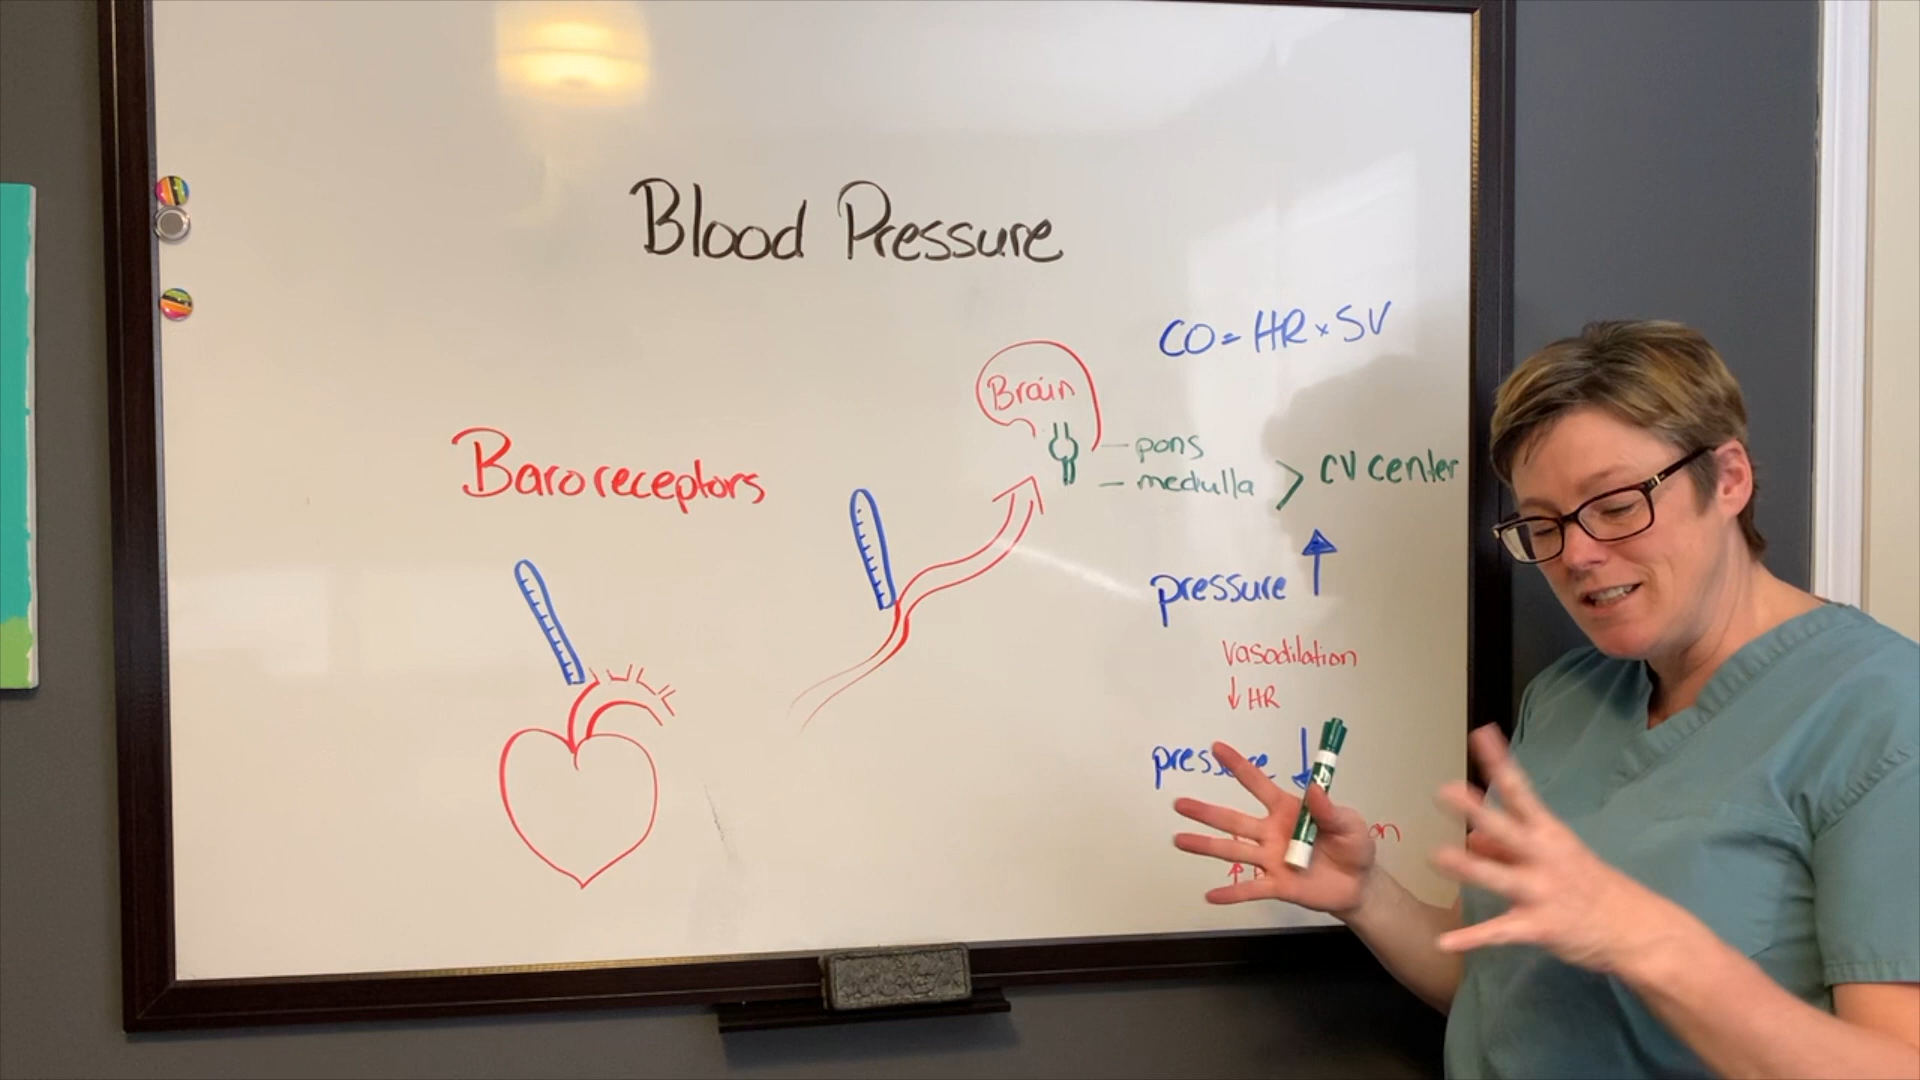 Blood Pressure
CO = HR x SV
Brain
Baroreceptors
- pons
- medulla > CV center
pressure ↑
vasodilation
↓ HR
pressure ↓
↑